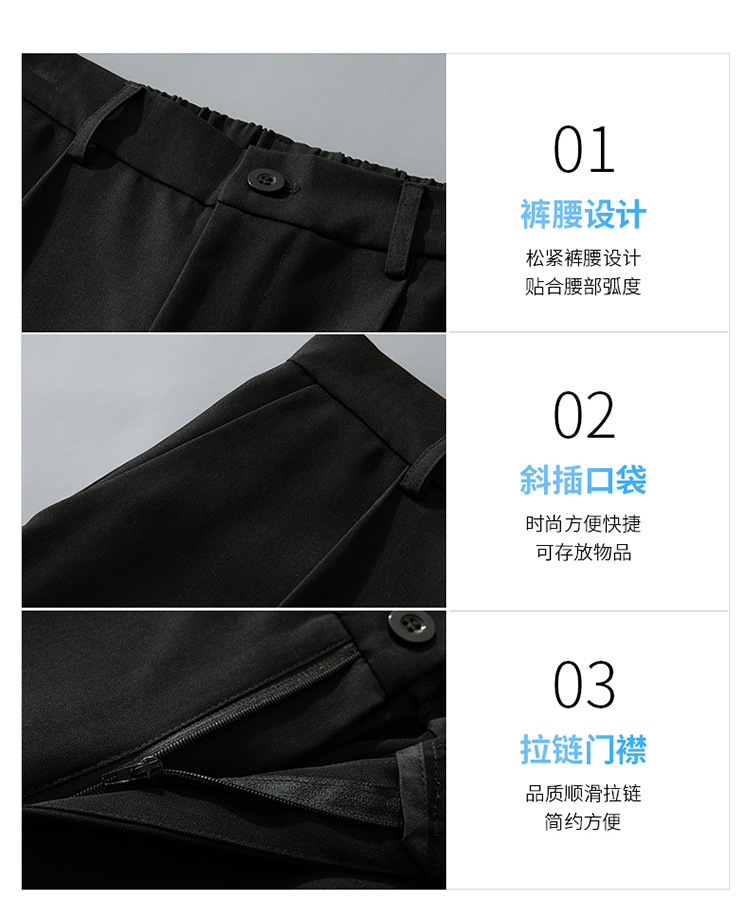 01
裤腰设计
松紧裤腰设计
贴合腰部弧度
02
斜插口袋
时尚方便快捷
可存放物品
03
拉链门襟
品质顺滑拉链
简约方便